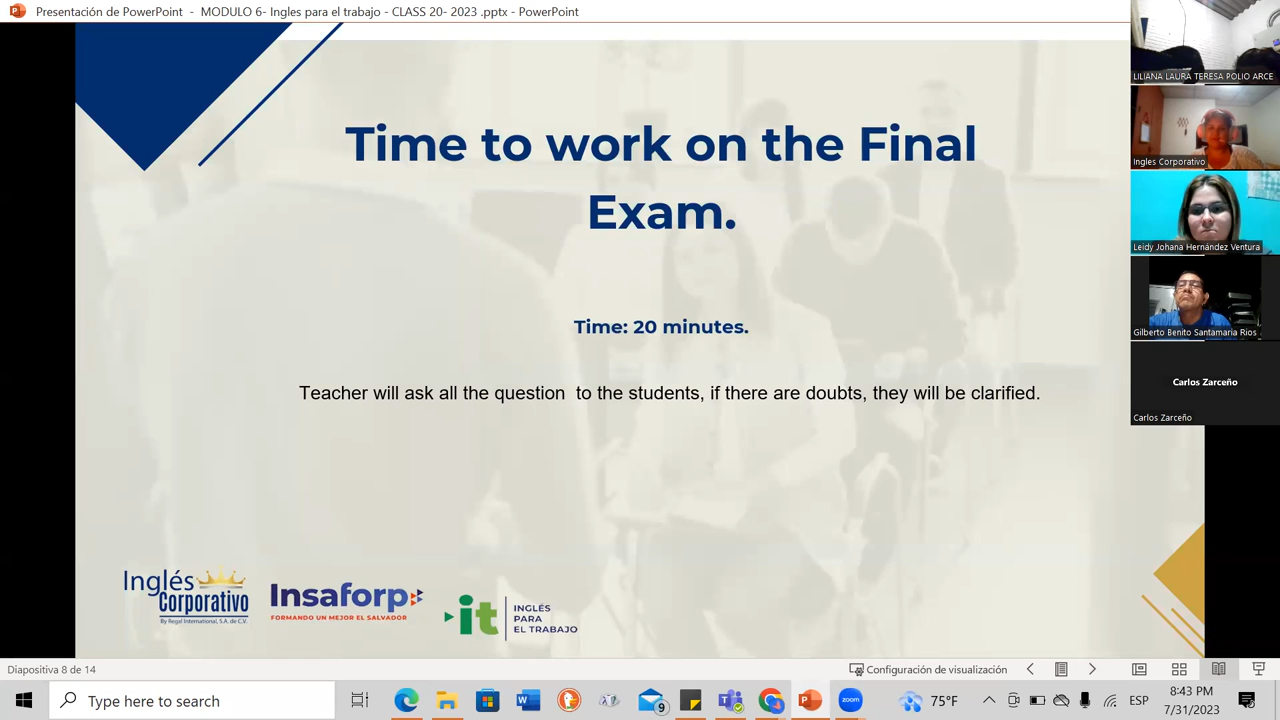 Presentación de PowerPoint - MODULO 6- Ingles para el trabajo - CLASS 20- 2023 .pptx - PowerPoint
Time to work on the Final
Exam.
Time: 20 minutes.
Teacher will ask all the question to the students, if there are doubts, they will be clarified.
Inglés
Corporativo
By Regal International, S.A. de C.V.
Insaforp
FORMANDO UN MEJOR EL SALVADOR
it
INGLÉS
PARA
EL TRABAJO
LILIANA LAURA TERESA POLIO ARCE
Ingles Corporativo
Leidy Johana Hernández Ventura
Gilberto Benito Santamaria Rios
Carlos Zarceño
Carlos Zarceño
Diapositiva 8 de 14
Configuración de visualización
Type here to search
9
zoom
75°F
ESP
8:43 PM
7/31/2023